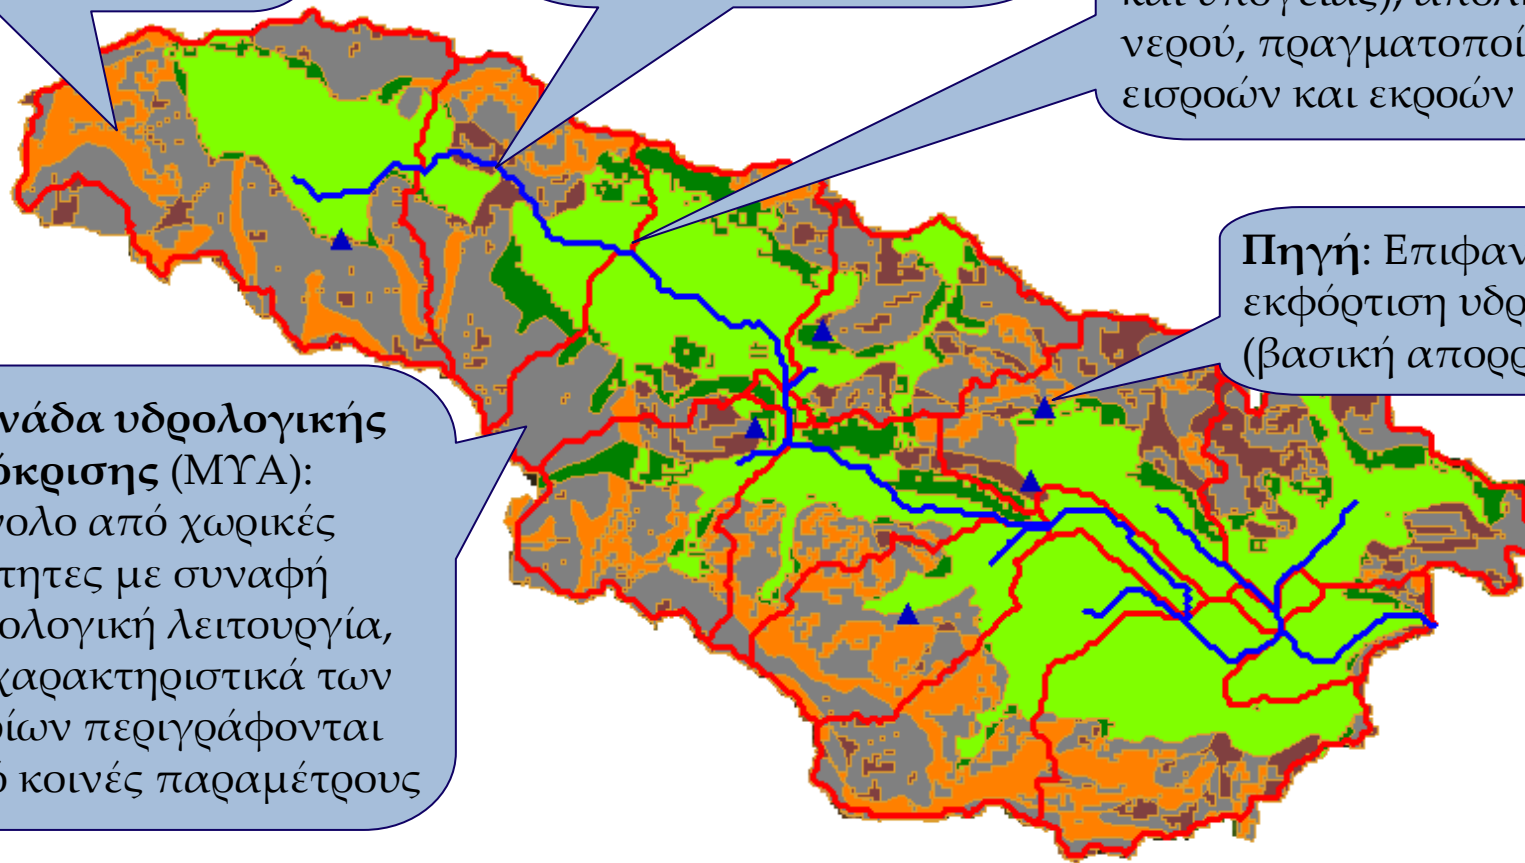 νερού, πραγματοποί
εισροών και εκροών
Πηγή: Επιφαν
εκφόρτιση υδρ
(βασική απορρ
νάδα υδρολογικής
όκρισης (ΜΥΑ):
νολο από χωρικές
τητες με συναφή
ολογική λειτουργία,
χαρακτηριστικά των
ρίων περιγράφονται
ό κοινές παραμέτρους